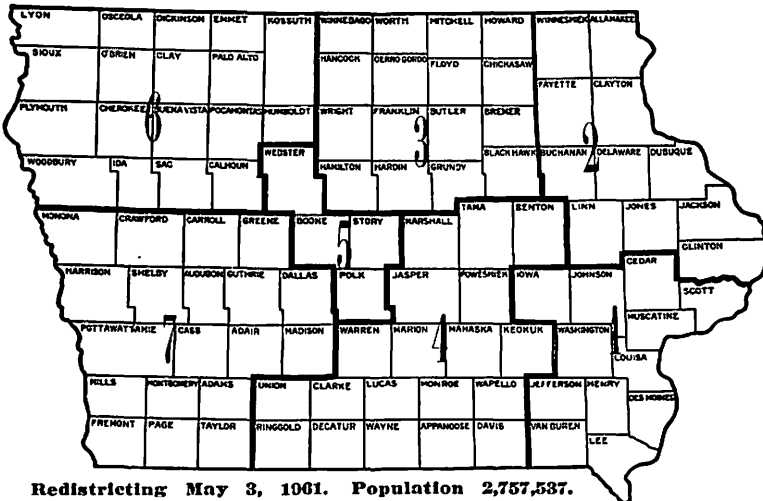 LYON OSCEOLA DICKINSON EMMET KOSSUTH WINNEBAGO WORTH MITCHELL HOWARD WINNESHIEK ALLAMAKEE
SIOUX O'BRIEN CLAY PALO ALTO HANCOCK CERRO GORDO FLOYD CHICKASAW
FAYETTE CLAYTON
PLYMOUTH CHEROKEE BUENA VISTA POCAHONTAS HUMBOLDT WRIGHT FRANKLIN BUTLER BREMER
6 3 2
WEBSTER
WOODBURY IDA SAC CALHOUN HAMILTON HARDIN GRUNDY BLACK HAWK BUCHANAN DELAWARE DUBUQUE
MONONA CRAWFORD CARROLL GREENE BOONE STORY MARSHALL TAMA BENTON LINN JONES JACKSON
5
CLINTON
HARRISON SHELBY AUDUBON GUTHRIE DALLAS POLK JASPER POWESHIEK IOWA JOHNSON CEDAR
SCOTT
MUSCATINE
POTTAWATTAMIE CASS ADAIR MADISON WARREN MARION MAHASKA KEOKUK WASHINGTON
7 4 1
LOUISA
MILLS MONTGOMERY ADAMS UNION CLARKE LUCAS MONROE WAPELLO JEFFERSON HENRY
DES MOINES
FREMONT PAGE TAYLOR RINGGOLD DECATUR WAYNE APPANOOSE DAVIS VAN BUREN
LEE
Redistricting May 3, 1961. Population 2,757,537.